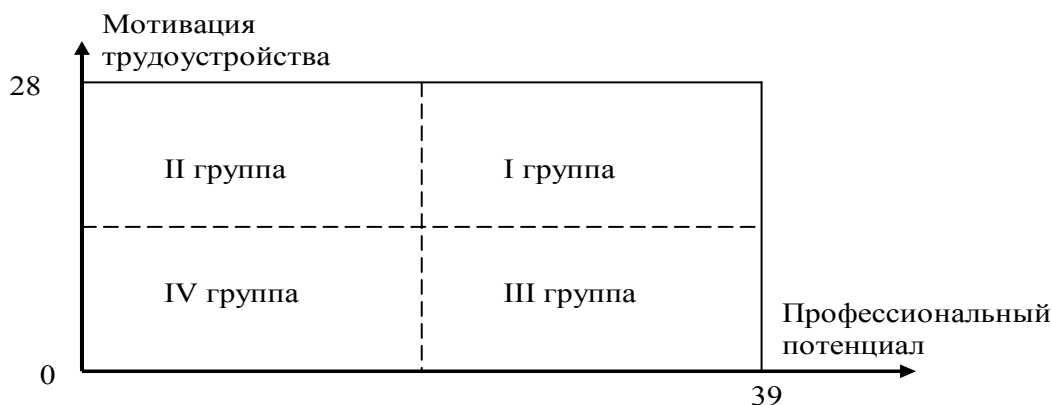 Мотивация
трудоустройства
28
II группа
I группа
IV группа
III группа
Профессиональный
потенциал
0
39